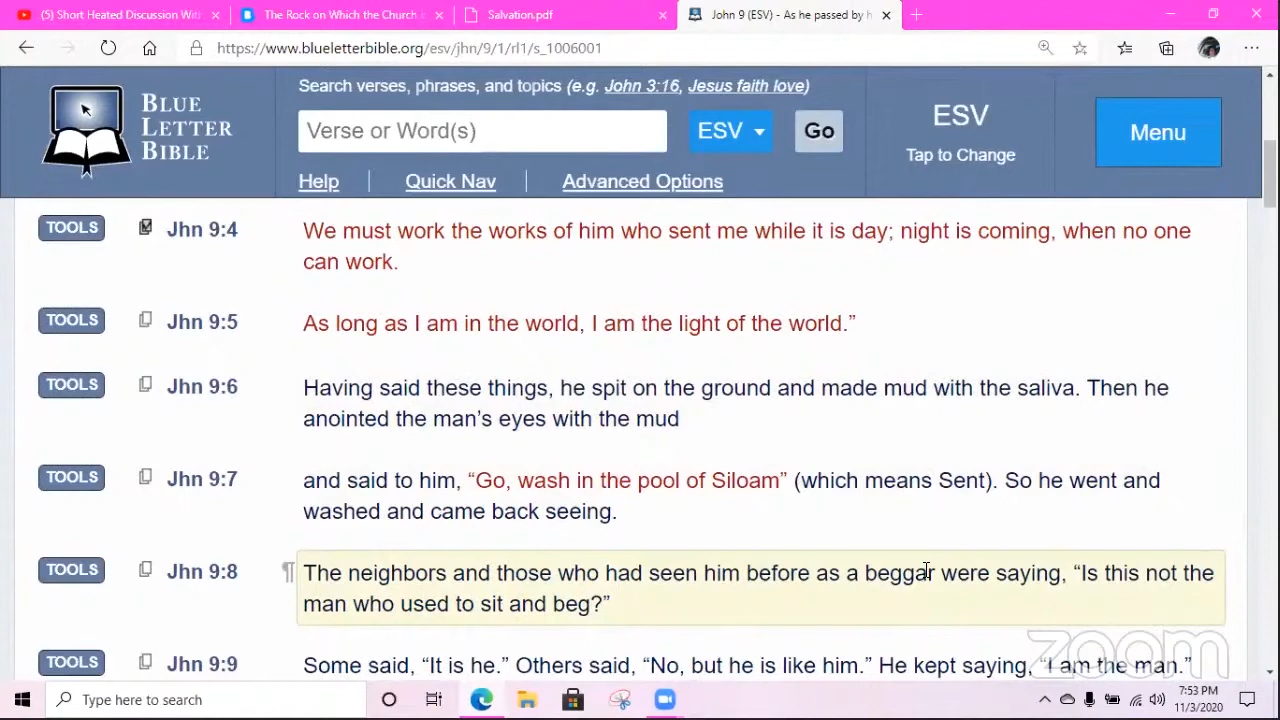 (5) Short Heated Discussion With
The Rock on Which the Church i
Salvation.pdf
John 9 (ESV) - As he passed by h
https://www.blueletterbible.org/esv/jhn/9/1/rl1/s_1006001
BLUE
LETTER
BIBLE
Search verses, phrases, and topics (e.g. John 3:16, Jesus faith love)
Verse or Word(s)
ESV
Go
Help
Quick Nav
Advanced Options
ESV
Tap to Change
Menu
TOOLS Jhn 9:4 We must work the works of him who sent me while it is day; night is coming, when no one
can work.
TOOLS Jhn 9:5 As long as I am in the world, I am the light of the world.”
TOOLS Jhn 9:6 Having said these things, he spit on the ground and made mud with the saliva. Then he
anointed the man’s eyes with the mud
TOOLS Jhn 9:7 and said to him, “Go, wash in the pool of Siloam” (which means Sent). So he went and
washed and came back seeing.
TOOLS Jhn 9:8 ¶ The neighbors and those who had seen him before as a beggar were saying, “Is this not the
man who used to sit and beg?”
TOOLS Jhn 9:9 Some said, “It is he.” Others said, “No, but he is like him.” He kept saying, “I am the man.”
zoom
Type here to search
7:53 PM
11/3/2020